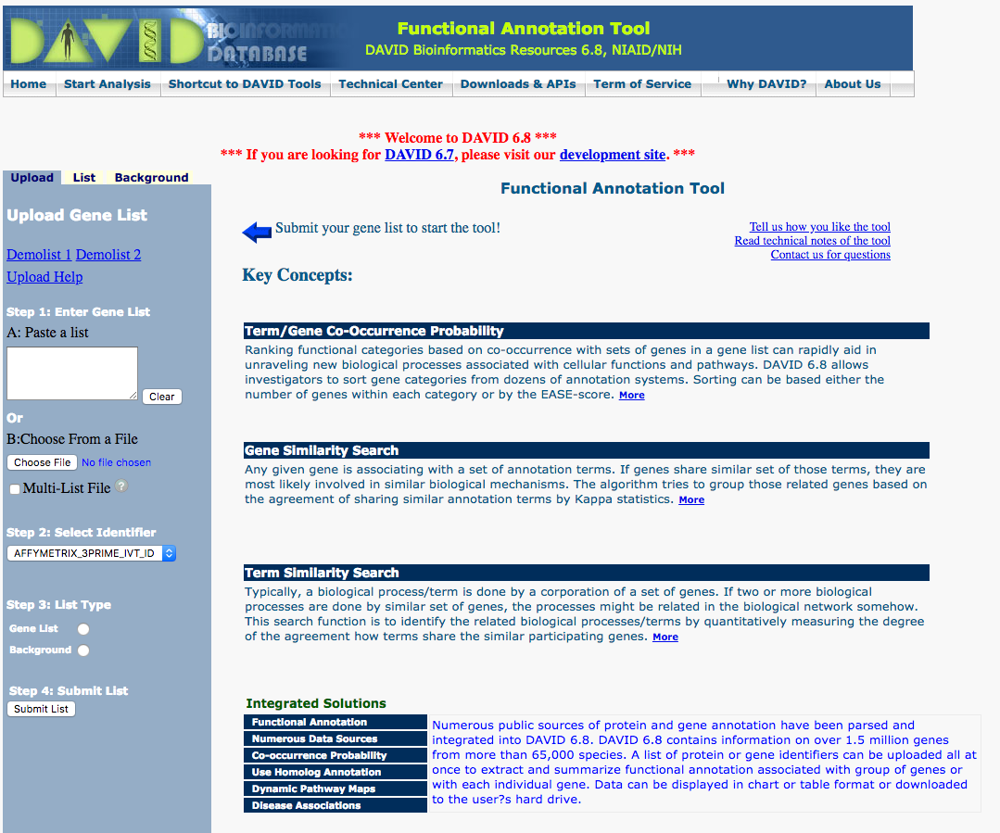 DAVID BIOINFORMATICS
DATABASE
Functional Annotation Tool
DAVID Bioinformatics Resources 6.8, NIAID/NIH
Home Start Analysis Shortcut to DAVID Tools Technical Center Downloads & APIs Term of Service Why DAVID? About Us
*** Welcome to DAVID 6.8 ***
*** If you are looking for DAVID 6.7, please visit our development site. ***
Upload List Background
Upload Gene List
Demolist 1 Demolist 2
Upload Help
Step 1: Enter Gene List
A: Paste a list
Clear
Or
B:Choose From a File
Choose File No file chosen
Multi-List File ?
Step 2: Select Identifier
AFFYMETRIX_3PRIME_IVT_ID
Step 3: List Type
Gene List
Background
Step 4: Submit List
Submit List
Functional Annotation Tool
Submit your gene list to start the tool!
Tell us how you like the tool
Read technical notes of the tool
Contact us for questions
Key Concepts:
Term/Gene Co-Occurrence Probability
Ranking functional categories based on co-occurrence with sets of genes in a gene list can rapidly aid in
unraveling new biological processes associated with cellular functions and pathways. DAVID 6.8 allows
investigators to sort gene categories from dozens of annotation systems. Sorting can be based either the
number of genes within each category or by the EASE-score. More
Gene Similarity Search
Any given gene is associating with a set of annotation terms. If genes share similar set of those terms, they are
most likely involved in similar biological mechanisms. The algorithm tries to group those related genes based on
the agreement of sharing similar annotation terms by Kappa statistics. More
Term Similarity Search
Typically, a biological process/term is done by a corporation of a set of genes. If two or more biological
processes are done by similar set of genes, the processes might be related in the biological network somehow.
This search function is to identify the related biological processes/terms by quantitatively measuring the degree
of the agreement how terms share the similar participating genes. More
Integrated Solutions
Functional Annotation
Numerous Data Sources
Co-occurrence Probability
Use Homolog Annotation
Dynamic Pathway Maps
Disease Associations
Numerous public sources of protein and gene annotation have been parsed and
integrated into DAVID 6.8. DAVID 6.8 contains information on over 1.5 million genes
from more than 65,000 species. A list of protein or gene identifiers can be uploaded all at
once to extract and summarize functional annotation associated with group of genes or
with each individual gene. Data can be displayed in chart or table format or downloaded
to the user?s hard drive.